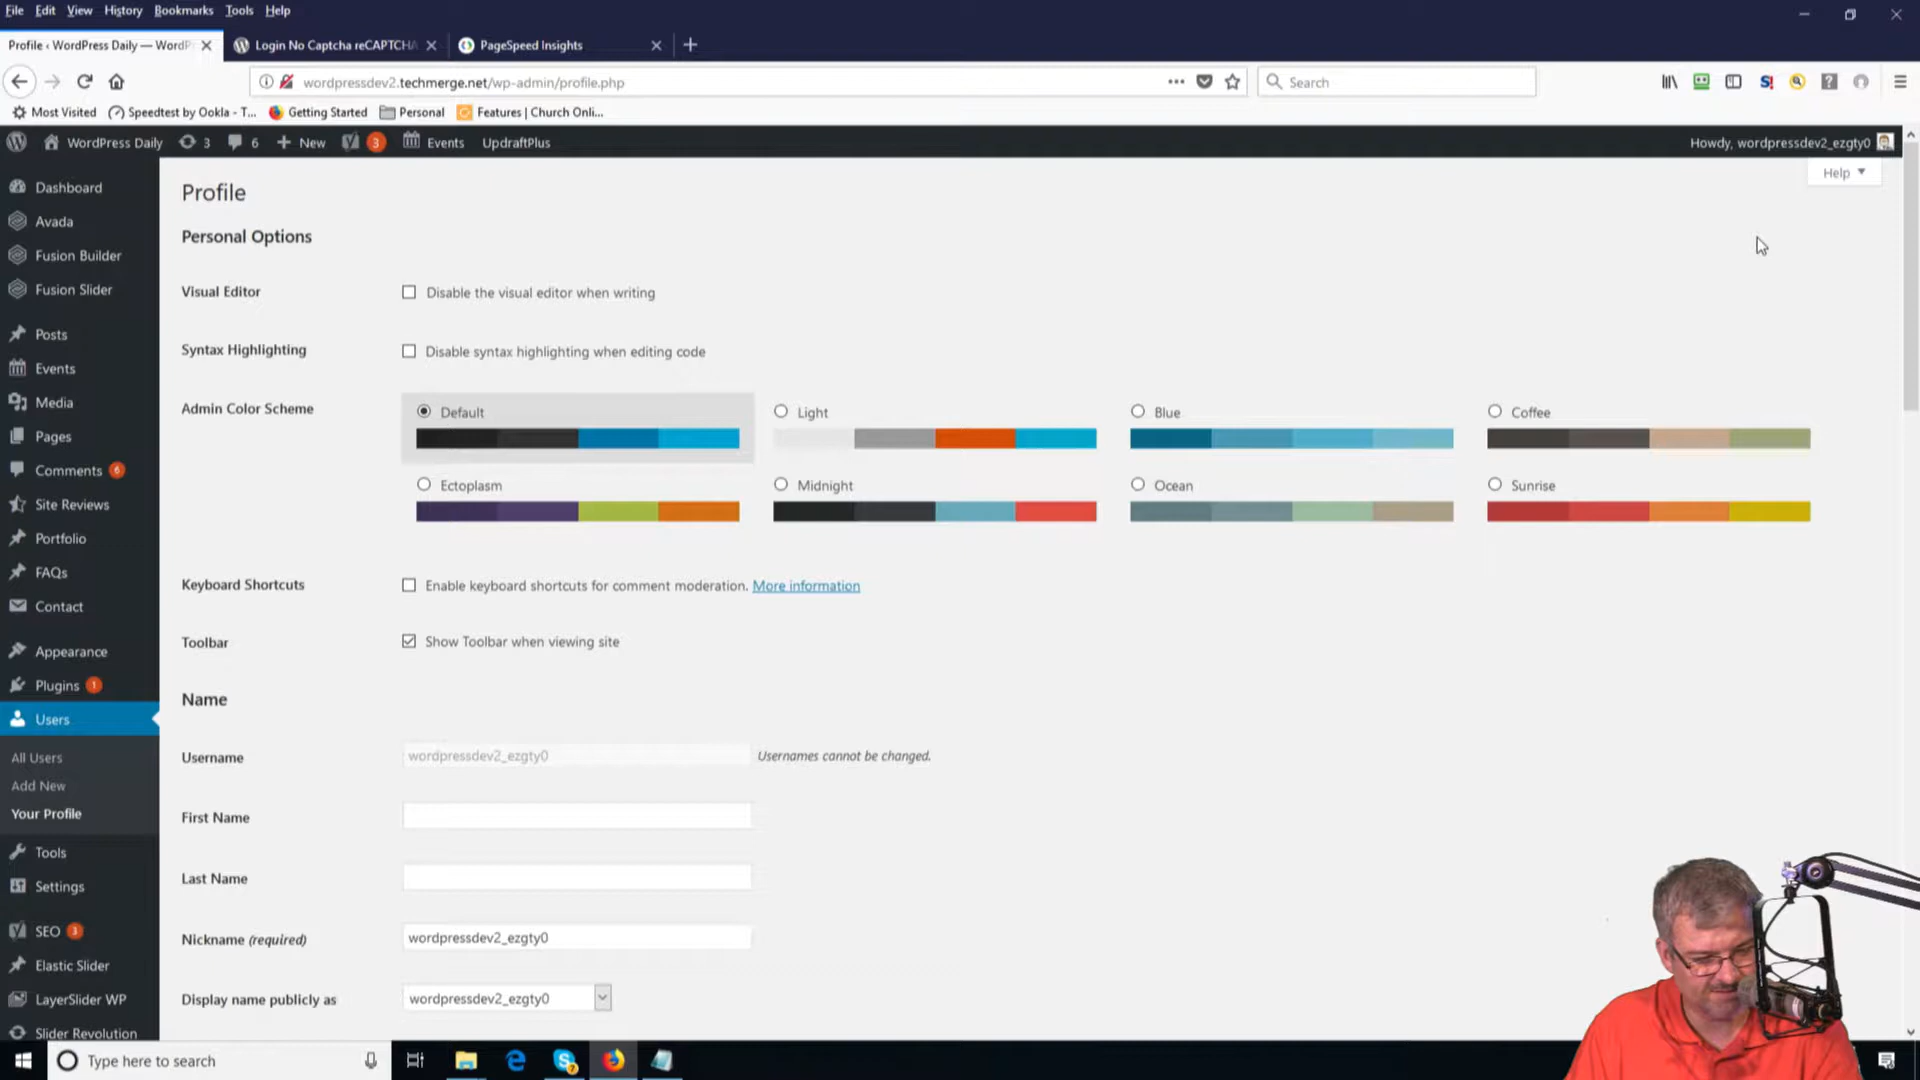 File Edit View History Bookmarks Tools Help
Profile ‹ WordPress Daily — WordP
Login No Captcha reCAPTCHA
PageSpeed Insights
wordpressdev2.techmerge.net/wp-admin/profile.php
Search
Most Visited
Speedtest by Ookla - T...
Getting Started
Personal
Features | Church Onli...
WordPress Daily
3
6
New
3
Events
UpdraftPlus
Howdy, wordpressdev2_ezgty0
Help
Dashboard
Avada
Fusion Builder
Fusion Slider
Posts
Events
Media
Pages
Comments 6
Site Reviews
Portfolio
FAQs
Contact
Appearance
Plugins 1
Users
All Users
Add New
Your Profile
Tools
Settings
SEO 3
Elastic Slider
LayerSlider WP
Slider Revolution
Profile
Personal Options
Visual Editor
Disable the visual editor when writing
Syntax Highlighting
Disable syntax highlighting when editing code
Admin Color Scheme
Default
Light
Blue
Coffee
Ectoplasm
Midnight
Ocean
Sunrise
Keyboard Shortcuts
Enable keyboard shortcuts for comment moderation. More information
Toolbar
Show Toolbar when viewing site
Name
Username
wordpressdev2_ezgty0
Usernames cannot be changed.
First Name
Last Name
Nickname (required)
wordpressdev2_ezgty0
Display name publicly as
wordpressdev2_ezgty0
Type here to search